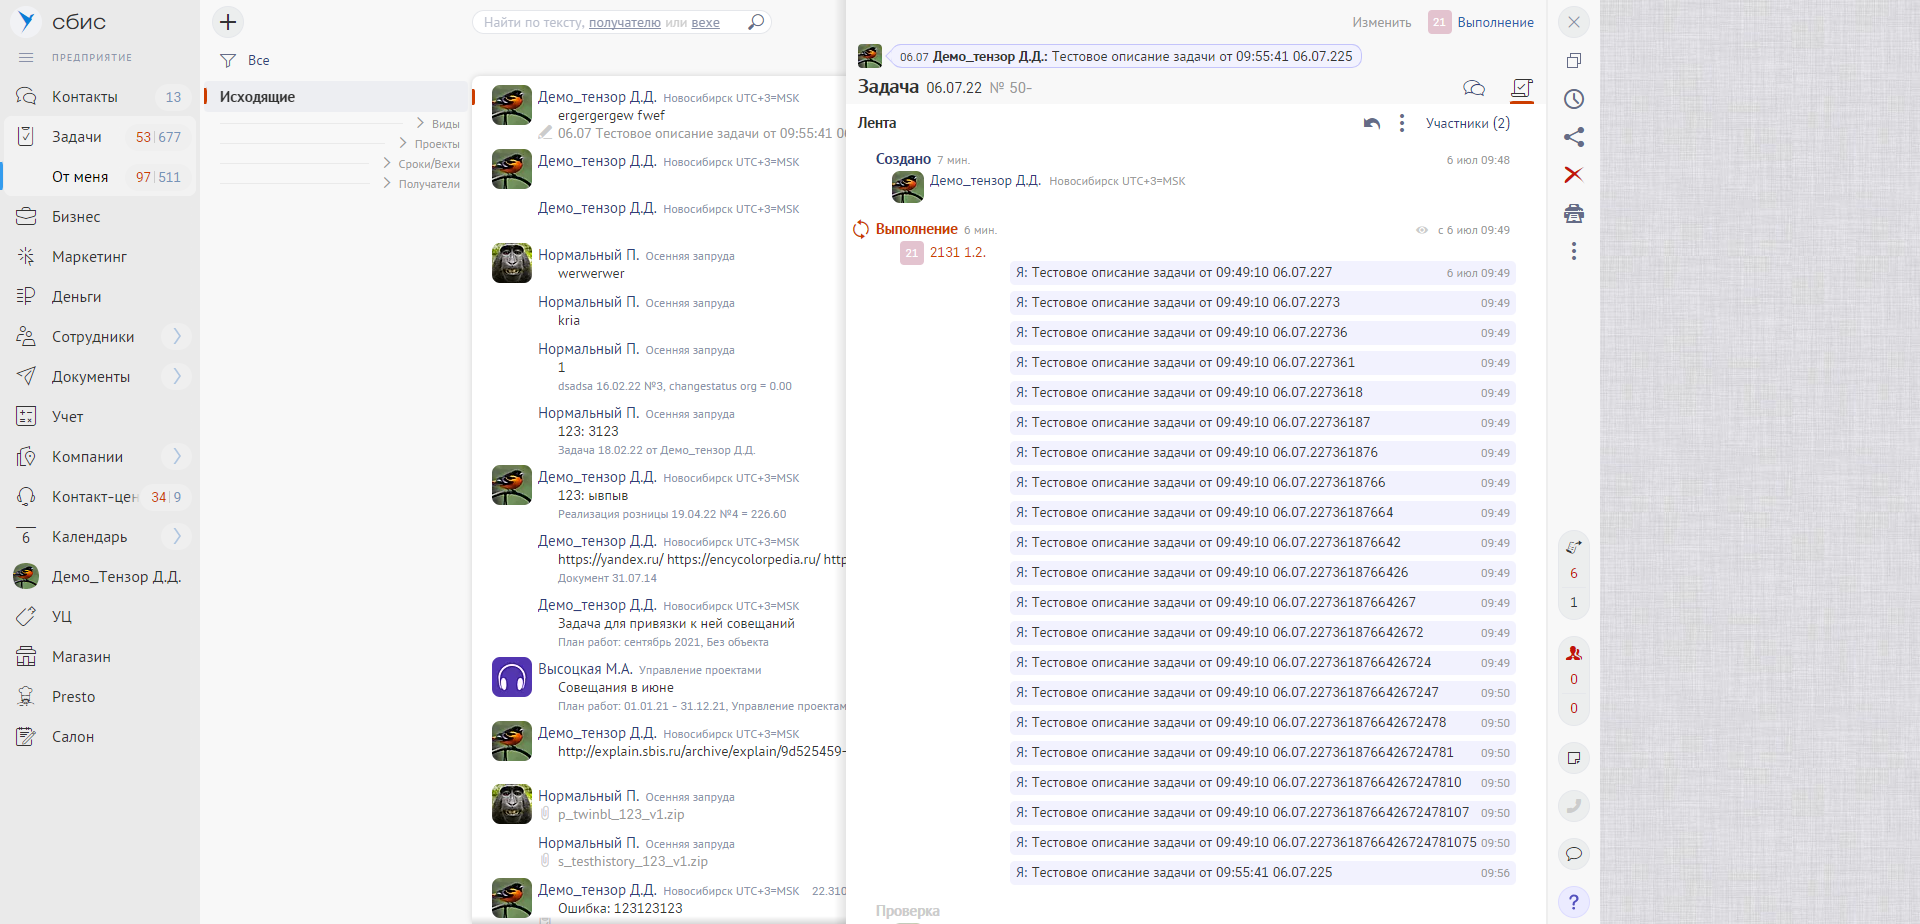 сбис
ПРЕДПРИЯТИЕ
Контакты 13
Задачи 53|677
От меня 97|511
Бизнес
Маркетинг
Деньги
Сотрудники
Документы
Учет
Компании
Контакт-цен 34|9
6 Календарь
Демо_Тензор Д.Д.
УЦ
Магазин
Presto
Салон
Найти по тексту, получателю или вехе
Все
Исходящие
Виды
Проекты
Сроки/Вехи
Получатели
Демо_тензор Д.Д. Новосибирск UTC+3=MSK
ergergergew fwef
06.07 Тестовое описание задачи от 09:55:41 0
Демо_тензор Д.Д. Новосибирск UTC+3=MSK
Демо_тензор Д.Д. Новосибирск UTC+3=MSK
Нормальный П. Осенняя запруда
werwerwer
Нормальный П. Осенняя запруда
kria
Нормальный П. Осенняя запруда
1
dsadsa 16.02.22 №3, changestatus org = 0.00
Нормальный П. Осенняя запруда
123: 3123
Задача 18.02.22 от Демо_тензор Д.Д.
Демо_тензор Д.Д. Новосибирск UTC+3=MSK
123: ывпыв
Реализация розницы 19.04.22 №4 = 226.60
Демо_тензор Д.Д. Новосибирск UTC+3=MSK
https://yandex.ru/ https://encycolorpedia.ru/ http
Документ 31.07.14
Демо_тензор Д.Д. Новосибирск UTC+3=MSK
Задача для привязки к ней совещаний
План работ: сентябрь 2021, Без объекта
Высоцкая М.А. Управление проектами
Совещания в июне
План работ: 01.01.21 - 31.12.21, Управление проектам
Демо_тензор Д.Д. Новосибирск UTC+3=MSK
http://explain.sbis.ru/archive/explain/9d525459-
Нормальный П. Осенняя запруда
p_twinbl_123_v1.zip
Нормальный П. Осенняя запруда
s_testhistory_123_v1.zip
Демо_тензор Д.Д. Новосибирск UTC+3=MSK 22.310
Ошибка: 123123123
Изменить 21 Выполнение
06.07 Демо_тензор Д.Д.: Тестовое описание задачи от 09:55:41 06.07.225
Задача 06.07.22 № 50-
Лента Участники (2)
Создано 7 мин. 6 июл 09:48
Демо_тензор Д.Д. Новосибирск UTC+3=MSK
Выполнение 6 мин. с 6 июл 09:49
21 2131 1.2.
Я: Тестовое описание задачи от 09:49:10 06.07.227 6 июл 09:49
Я: Тестовое описание задачи от 09:49:10 06.07.2273 09:49
Я: Тестовое описание задачи от 09:49:10 06.07.22736 09:49
Я: Тестовое описание задачи от 09:49:10 06.07.227361 09:49
Я: Тестовое описание задачи от 09:49:10 06.07.2273618 09:49
Я: Тестовое описание задачи от 09:49:10 06.07.22736187 09:49
Я: Тестовое описание задачи от 09:49:10 06.07.227361876 09:49
Я: Тестовое описание задачи от 09:49:10 06.07.2273618766 09:49
Я: Тестовое описание задачи от 09:49:10 06.07.22736187664 09:49
Я: Тестовое описание задачи от 09:49:10 06.07.227361876642 09:49
Я: Тестовое описание задачи от 09:49:10 06.07.2273618766426 09:49
Я: Тестовое описание задачи от 09:49:10 06.07.22736187664267 09:49
Я: Тестовое описание задачи от 09:49:10 06.07.227361876642672 09:49
Я: Тестовое описание задачи от 09:49:10 06.07.2273618766426724 09:49
Я: Тестовое описание задачи от 09:49:10 06.07.22736187664267247 09:50
Я: Тестовое описание задачи от 09:49:10 06.07.227361876642672478 09:50
Я: Тестовое описание задачи от 09:49:10 06.07.2273618766426724781 09:50
Я: Тестовое описание задачи от 09:49:10 06.07.22736187664267247810 09:50
Я: Тестовое описание задачи от 09:49:10 06.07.227361876642672478107 09:50
Я: Тестовое описание задачи от 09:49:10 06.07.2273618766426724781075 09:50
Я: Тестовое описание задачи от 09:55:41 06.07.225 09:56
Проверка
6
1
0
0
?